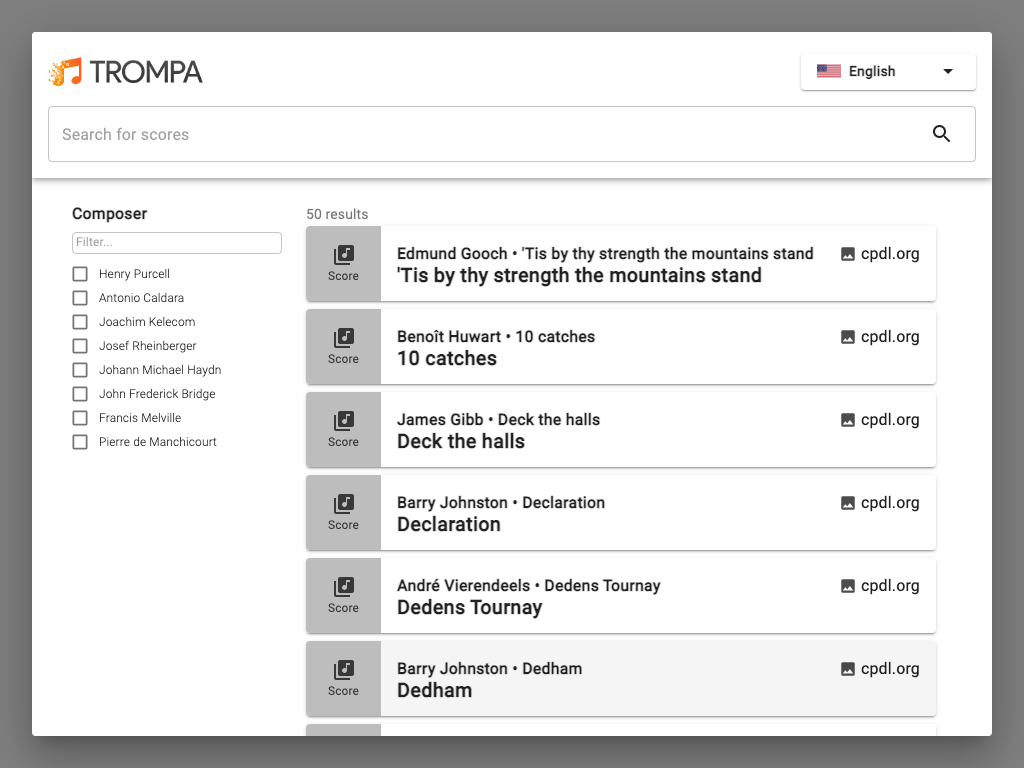 TROMPA
English
Search for scores
Composer
Filter...
Henry Purcell
Antonio Caldara
Joachim Kelecom
Josef Rheinberger
Johann Michael Haydn
John Frederick Bridge
Francis Melville
Pierre de Manchicourt
50 results
Score
Edmund Gooch • 'Tis by thy strength the mountains stand
cpdl.org
'Tis by thy strength the mountains stand
Score
Benoît Huwart • 10 catches
cpdl.org
10 catches
Score
James Gibb • Deck the halls
cpdl.org
Deck the halls
Score
Barry Johnston • Declaration
cpdl.org
Declaration
Score
André Vierendeels • Dedens Tournay
cpdl.org
Dedens Tournay
Score
Barry Johnston • Dedham
cpdl.org
Dedham